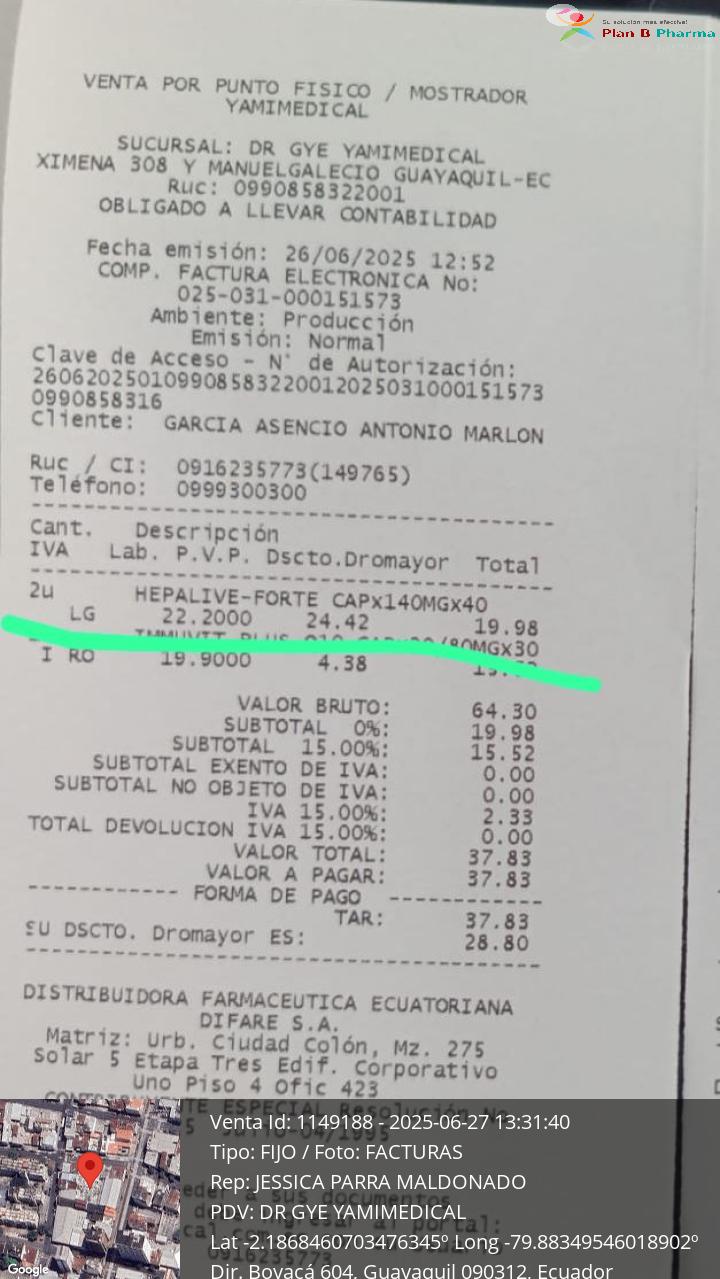 Su solución más efectiva!
Plan B Pharma
VENTA POR PUNTO FISICO / MOSTRADOR
YAMIMEDICAL
SUCURSAL: DR GYE YAMIMEDICAL
XIMENA 308 Y MANUELGALECIO GUAYAQUIL-EC
Ruc: 0990858322001
OBLIGADO A LLEVAR CONTABILIDAD
Fecha emisión: 26/06/2025 12:52
COMP. FACTURA ELECTRONICA No:
025-031-000151573
Ambiente: Producción
Emisión: Normal
Clave de Acceso - N° de Autorización:
260620250109908583220012025031000151573
0990858316
Cliente: GARCIA ASENCIO ANTONIO MARLON
Ruc / CI: 0916235773(149765)
Teléfono: 0999300300
Cant. Descripción
IVA Lab. P.V.P. Dscto.Dromayor Total
2u HEPALIVE-FORTE CAPx140MGx40
LG 22.2000 24.42 19.98
I RO 19.9000 4.38
VALOR BRUTO: 64.30
SUBTOTAL 0%: 19.98
SUBTOTAL 15.00%: 15.52
SUBTOTAL EXENTO DE IVA: 0.00
SUBTOTAL NO OBJETO DE IVA: 0.00
IVA 15.00%: 2.33
TOTAL DEVOLUCION IVA 15.00%: 0.00
VALOR TOTAL: 37.83
VALOR A PAGAR: 37.83
------------ FORMA DE PAGO ------------
TAR: 37.83
SU DSCTO. Dromayor ES: 28.80
DISTRIBUIDORA FARMACEUTICA ECUATORIANA
DIFARE S.A.
Matriz: Urb. Ciudad Colón, Mz. 275
Solar 5 Etapa Tres Edif. Corporativo
Uno Piso 4 Ofic 423
Venta Id: 1149188 - 2025-06-27 13:31:40
Tipo: FIJO / Foto: FACTURAS
Rep: JESSICA PARRA MALDONADO
PDV: DR GYE YAMIMEDICAL
Lat -2.1868460703476345º Long -79.88349546018902º
Dir. Boyacá 604, Guayaquil 090312, Ecuador
Google